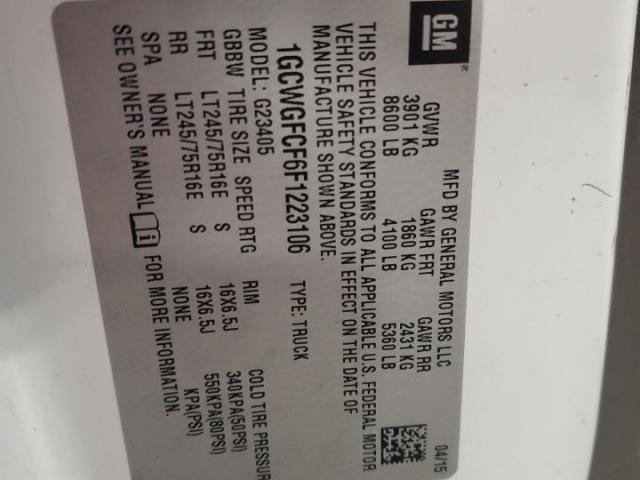 GM ®
MFD BY GENERAL MOTORS LLC 04/15
GVWR GAWR FRT GAWR RR
3901 KG 1860 KG 2431 KG
8600 LB 4100 LB 5360 LB
THIS VEHICLE CONFORMS TO ALL APPLICABLE U.S. FEDERAL MOTOR
VEHICLE SAFETY STANDARDS IN EFFECT ON THE DATE OF
MANUFACTURE SHOWN ABOVE.
1GCWGFCF6F1223106 TYPE: TRUCK
MODEL: G23405
GBBW TIRE SIZE SPEED RTG RIM COLD TIRE PRESSUR
FRT LT245/75R16E S 16X6.5J 340KPA(50PSI)
RR LT245/75R16E S 16X6.5J 550KPA(80PSI)
SPA NONE NONE KPA(PSI)
SEE OWNER'S MANUAL i FOR MORE INFORMATION.